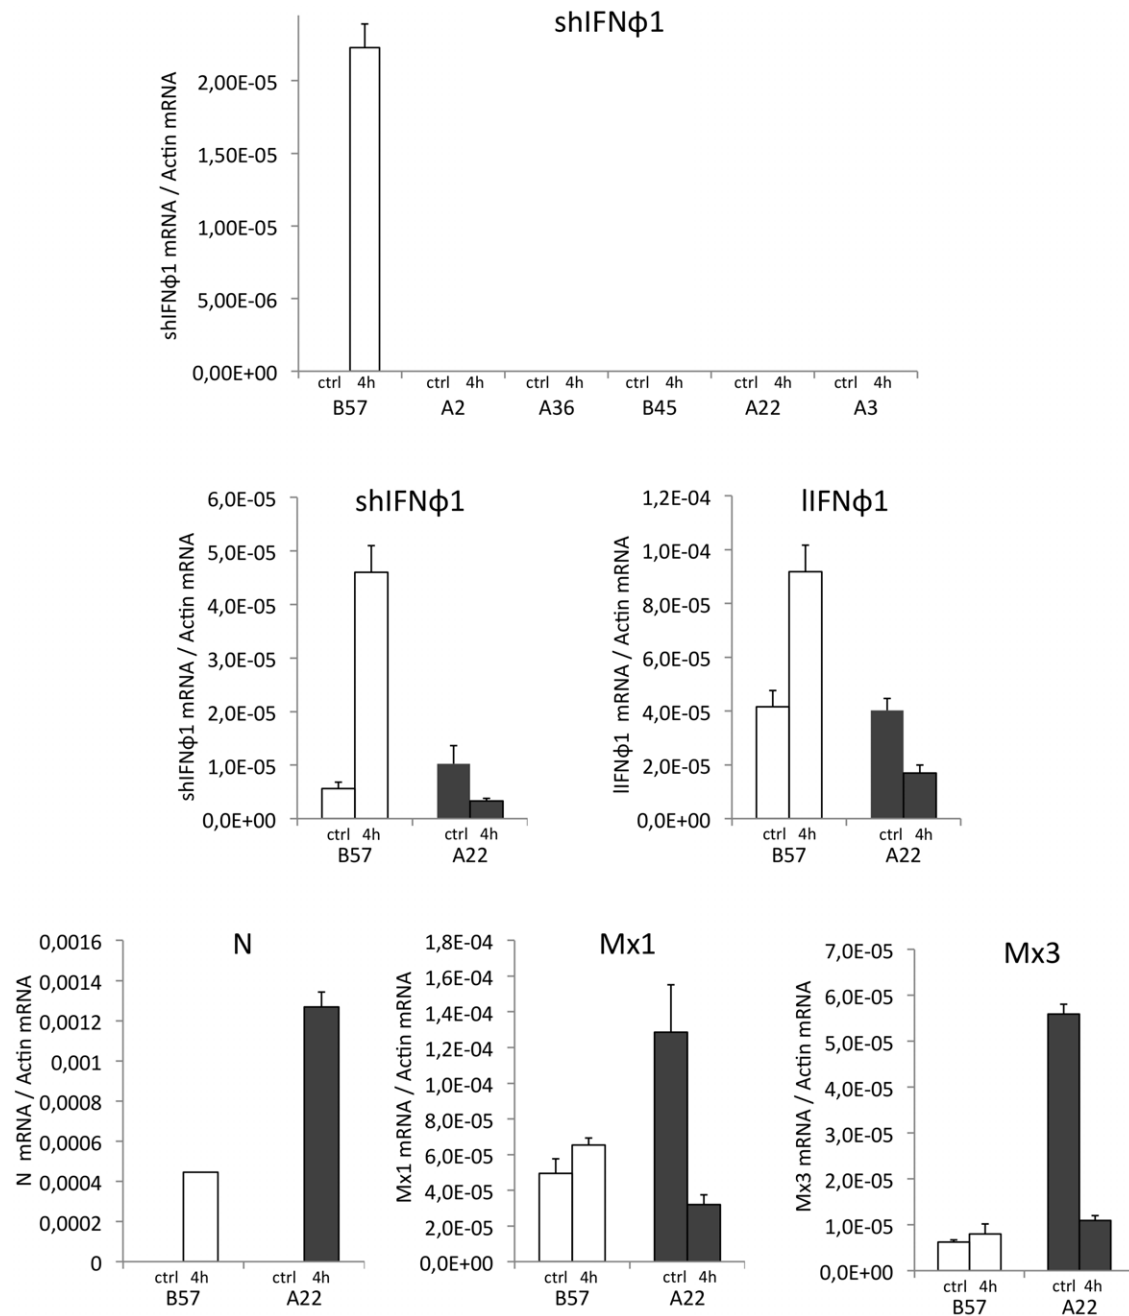 shIFNϕ1
shIFNϕ1 mRNA / Actin mRNA
2,00E-05
1,50E-05
1,00E-05
5,00E-06
0,00E+00
ctrl 4h ctrl 4h ctrl 4h ctrl 4h ctrl 4h ctrl 4h
B57 A2 A36 B45 A22 A3
shIFNϕ1
shIFNϕ1 mRNA / Actin mRNA
6,0E-05
5,0E-05
4,0E-05
3,0E-05
2,0E-05
1,0E-05
0,0E+00
ctrl 4h ctrl 4h
B57 A22
lIFNϕ1
lIFNϕ1 mRNA / Actin mRNA
1,2E-04
1,0E-04
8,0E-05
6,0E-05
4,0E-05
2,0E-05
0,0E+00
ctrl 4h ctrl 4h
B57 A22
N
N mRNA / Actin mRNA
0,0016
0,0014
0,0012
0,001
0,0008
0,0006
0,0004
0,0002
0
ctrl 4h ctrl 4h
B57 A22
Mx1
Mx1 mRNA / Actin mRNA
1,8E-04
1,6E-04
1,4E-04
1,2E-04
1,0E-04
8,0E-05
6,0E-05
4,0E-05
2,0E-05
0,0E+00
ctrl 4h ctrl 4h
B57 A22
Mx3
Mx3 mRNA / Actin mRNA
7,0E-05
6,0E-05
5,0E-05
4,0E-05
3,0E-05
2,0E-05
1,0E-05
0,0E+00
ctrl 4h ctrl 4h
B57 A22